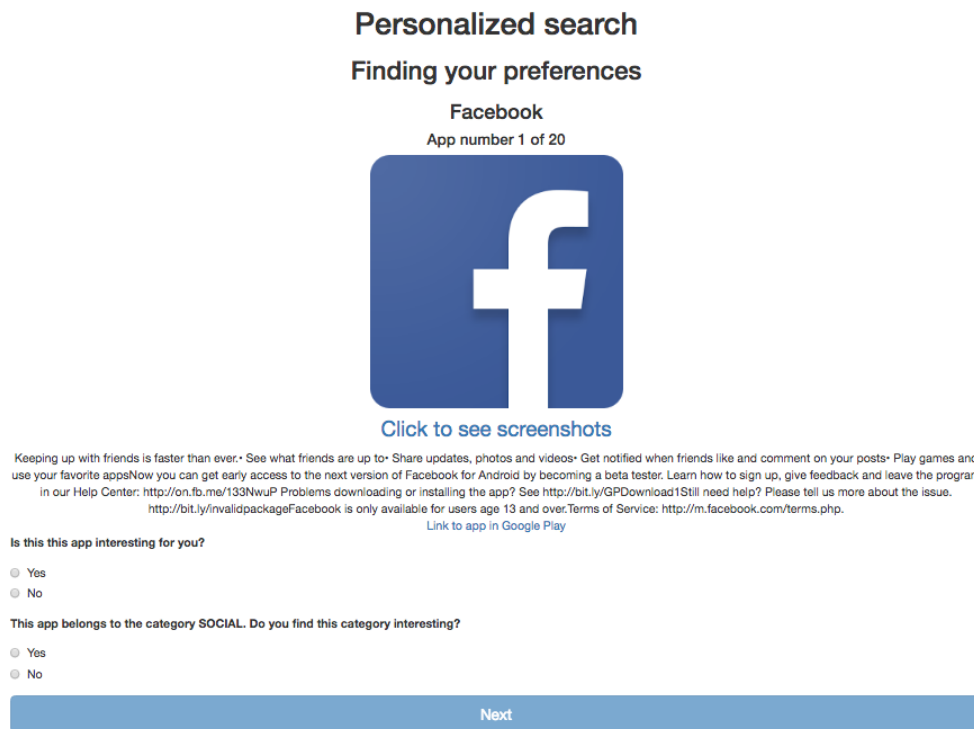 Personalized search
Finding your preferences
Facebook
App number 1 of 20
f
Click to see screenshots
Keeping up with friends is faster than ever.• See what friends are up to• Share updates, photos and videos• Get notified when friends like and comment on your posts• Play games and
use your favorite appsNow you can get early access to the next version of Facebook for Android by becoming a beta tester. Learn how to sign up, give feedback and leave the program
in our Help Center: http://on.fb.me/133NwuP Problems downloading or installing the app? See http://bit.ly/GPDownload1Still need help? Please tell us more about the issue.
http://bit.ly/invalidpackageFacebook is only available for users age 13 and over.Terms of Service: http://m.facebook.com/terms.php.
Link to app in Google Play
Is this this app interesting for you?
Yes
No
This app belongs to the category SOCIAL. Do you find this category interesting?
Yes
No
Next